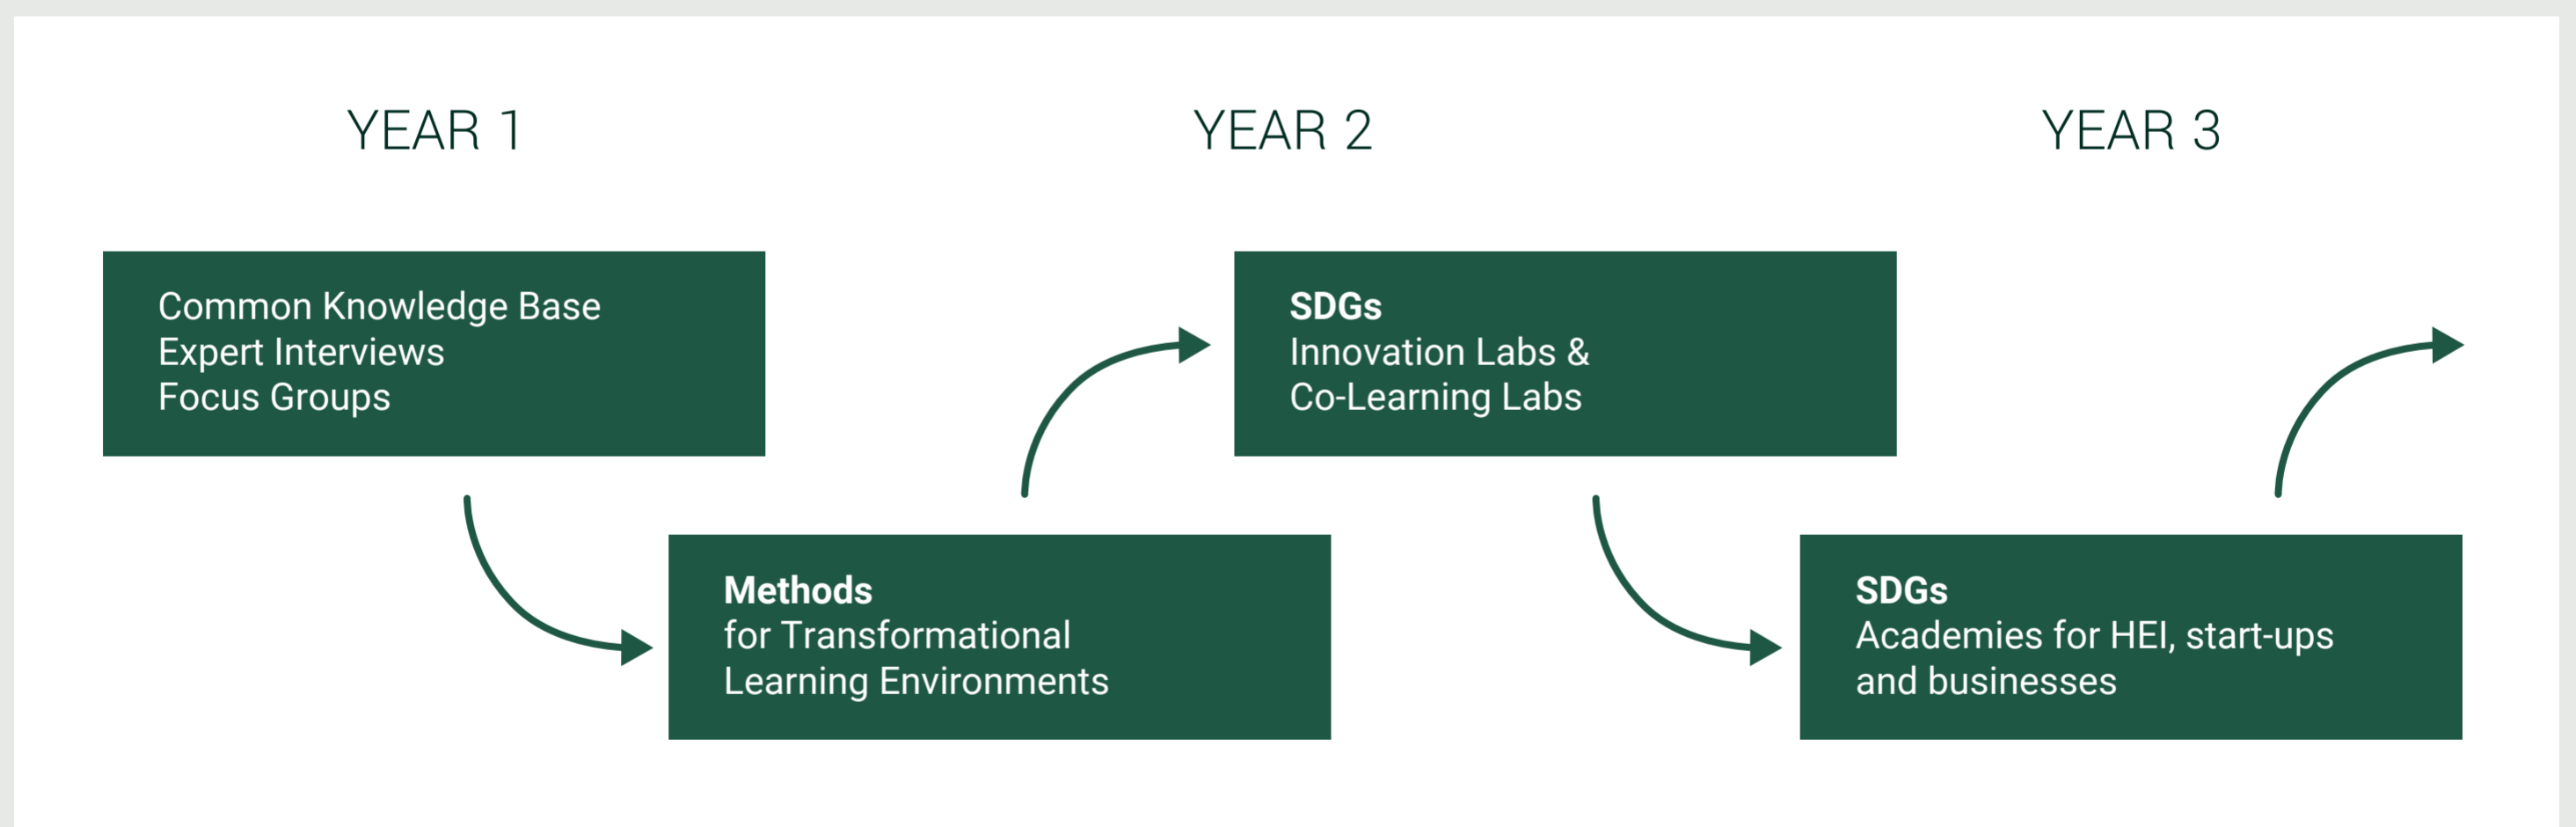 YEAR 1
YEAR 2
YEAR 3
Common Knowledge Base
Expert Interviews
Focus Groups
Methods
for Transformational
Learning Environments
SDGs
Innovation Labs &
Co-Learning Labs
SDGs
Academies for HEI, start-ups
and businesses